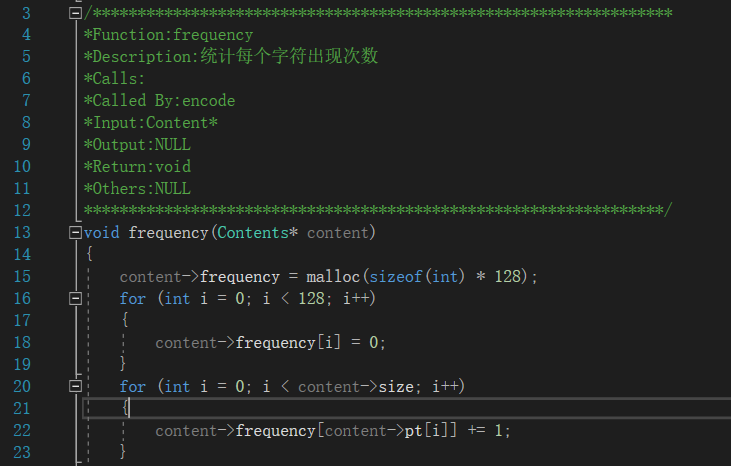 3 /*****************************************************************
4 *Function:frequency
5 *Description:统计每个字符出现次数
6 *Calls:
7 *Called By:encode
8 *Input:Content*
9 *Output:NULL
10 *Return:void
11 *Others:NULL
12 *****************************************************************/
13 void frequency(Contents* content)
14 {
15 content->frequency = malloc(sizeof(int) * 128);
16 for (int i = 0; i < 128; i++)
17 {
18 content->frequency[i] = 0;
19 }
20 for (int i = 0; i < content->size; i++)
21 {
22 content->frequency[content->pt[i]] += 1;
23 }